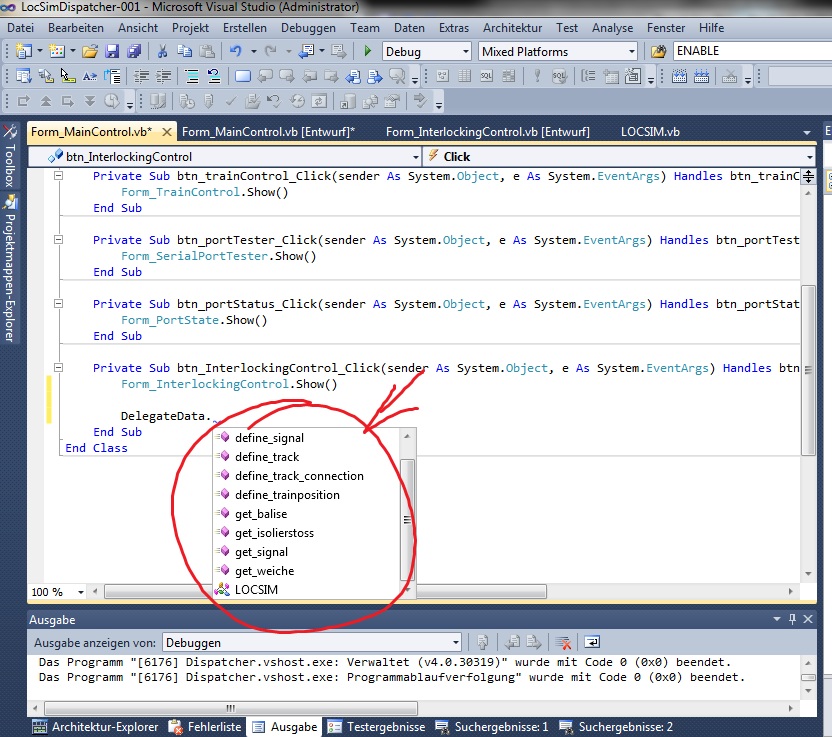 LocSimDispatcher-001 - Microsoft Visual Studio (Administrator)
Datei Bearbeiten Ansicht Projekt Erstellen Debuggen Team Daten Extras Architektur Test Analyse Fenster Hilfe
Debug Mixed Platforms ENABLE
Form_MainControl.vb* Form_MainControl.vb [Entwurf]* Form_InterlockingControl.vb [Entwurf] LOCSIM.vb
btn_InterlockingControl Click
Toolbox
Projektmappen-Explorer
Private Sub btn_trainControl_Click(sender As System.Object, e As System.EventArgs) Handles btn_trainC
Form_TrainControl.Show()
End Sub
Private Sub btn_portTester_Click(sender As System.Object, e As System.EventArgs) Handles btn_portTest
Form_SerialPortTester.Show()
End Sub
Private Sub btn_portStatus_Click(sender As System.Object, e As System.EventArgs) Handles btn_portStat
Form_PortState.Show()
End Sub
Private Sub btn_InterlockingControl_Click(sender As System.Object, e As System.EventArgs) Handles btn
Form_InterlockingControl.Show()
DelegateData.
End Sub
End Class
define_signal
define_track
define_track_connection
define_trainposition
get_balise
get_isolierstoss
get_signal
get_weiche
LOCSIM
100 %
Ausgabe
Ausgabe anzeigen von: Debuggen
Das Programm "[6176] Dispatcher.vshost.exe: Verwaltet (v4.0.30319)" wurde mit Code 0 (0x0) beendet.
Das Programm "[6176] Dispatcher.vshost.exe: Programmablaufverfolgung" wurde mit Code 0 (0x0) beendet.
Architektur-Explorer Fehlerliste Ausgabe Testergebnisse Suchergebnisse: 1 Suchergebnisse: 2